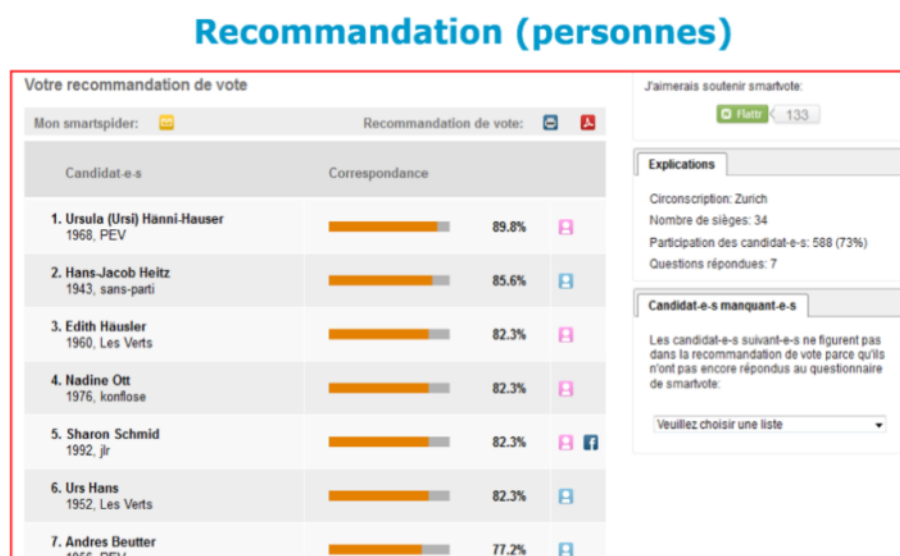 Recommandation (personnes)
Votre recommandation de vote
Mon smartspider:
Recommandation de vote:
Candidat-e-s
Correspondance
1. Ursula (Ursi) Hänni-Hauser
1968, PEV
89.8%
2. Hans-Jacob Heitz
1943, sans-parti
85.6%
3. Edith Häusler
1960, Les Verts
82.3%
4. Nadine Ott
1976, konflose
82.3%
5. Sharon Schmid
1992, jlr
82.3%
6. Urs Hans
1952, Les Verts
82.3%
7. Andres Beutter
PEV
77.2%
J'aimerais soutenir smartvote:
Flattr
133
Explications
Circonscription: Zurich
Nombre de sièges: 34
Participation des candidat-e-s: 588 (73%)
Questions répondues: 7
Candidat-e-s manquant-e-s
Les candidat-e-s suivant-e-s ne figurent pas
dans la recommandation de vote parce qu'ils
n'ont pas encore répondus au questionnaire
de smartvote:
Veuillez choisir une liste